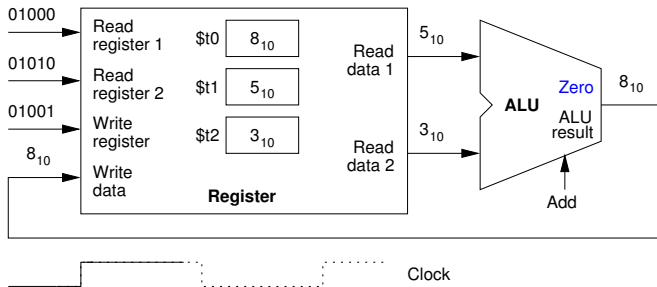 01000
Read
register 1
01010
Read
register 2
01001
Write
register
8₁₀
Write
data
$t0
8₁₀
$t1
5₁₀
$t2
3₁₀
Read
data 1
Read
data 2
Register
5₁₀
3₁₀
ALU
Zero
ALU
result
8₁₀
Add
Clock